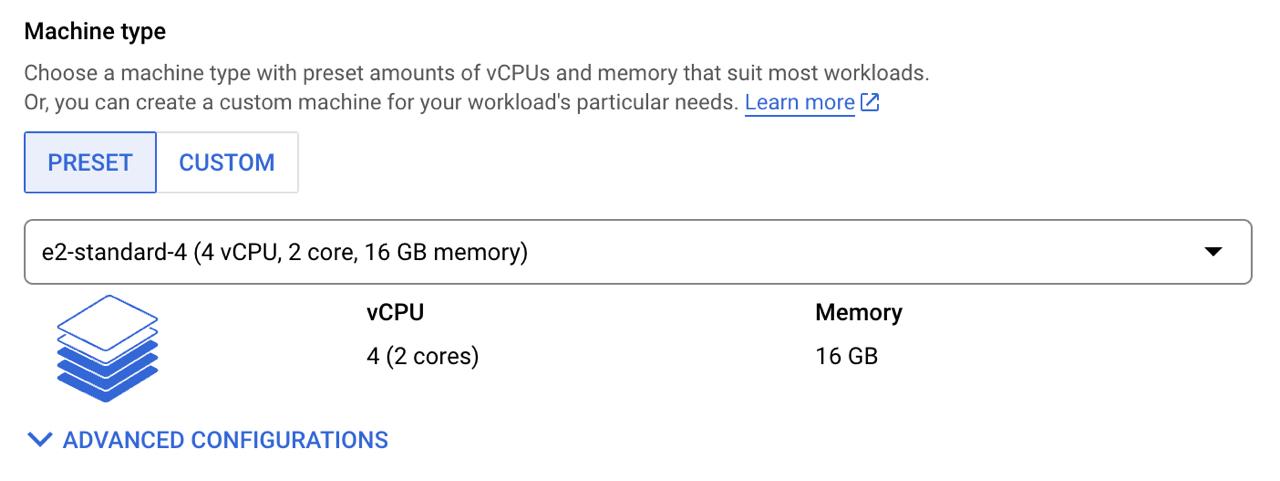 Machine type
Choose a machine type with preset amounts of vCPUs and memory that suit most workloads.
Or, you can create a custom machine for your workload's particular needs. Learn more
PRESET CUSTOM
e2-standard-4 (4 vCPU, 2 core, 16 GB memory)
vCPU Memory
4 (2 cores) 16 GB
ADVANCED CONFIGURATIONS